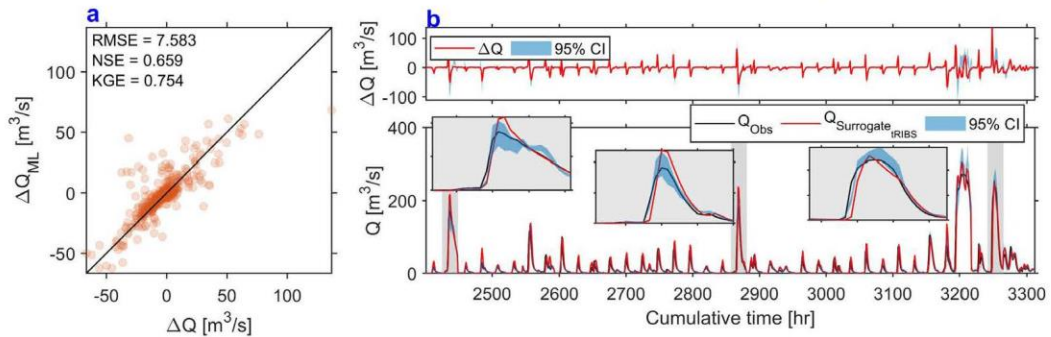 a
RMSE = 7.583
NSE = 0.659
KGE = 0.754
ΔQ_ML [m³/s]
100
50
0
-50
-50 0 50 100
ΔQ [m³/s]
b
ΔQ [m³/s]
100
0
-100
ΔQ 95% CI
Q_Obs Q_Surrogate_tRIBS 95% CI
Q [m³/s]
400
200
0
2500 2600 2700 2800 2900 3000 3100 3200 3300
Cumulative time [hr]